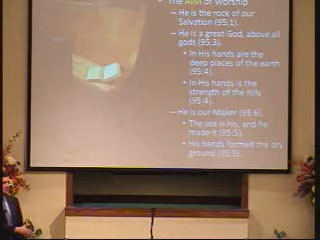 • The AIM of Worship
– He is the rock of our
Salvation (95:1).
– He is a great God, above all
gods (95:3).
• In His hands are the
deep places of the earth
(95:4).
• In His hands is the
strength of the hills
(95:4).
– He is our Maker (95:6).
• The sea is his, and he
made it (95:5).
• His hands formed the dry
ground (95:5).